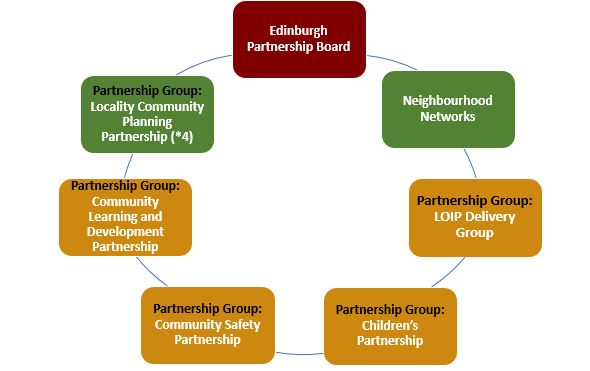 Edinburgh
Partnership Board
Neighbourhood
Networks
Partnership Group:
LOIP Delivery
Group
Partnership Group:
Children's
Partnership
Partnership Group:
Community Safety
Partnership
Partnership Group:
Community
Learning and
Development
Partnership
Partnership Group:
Locality Community
Planning
Partnership (*4)